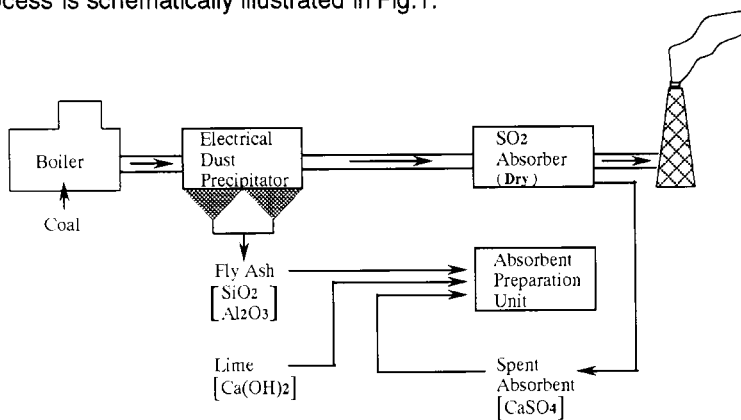 ocess is schematically illustrated in Fig.1.
Boiler
Coal
Electrical
Dust
Precipitator
SO2
Absorber
(Dry)
Fly Ash
[SiO2
Al2O3]
Lime
[Ca(OH)2]
Absorbent
Preparation
Unit
Spent
Absorbent
[CaSO4]